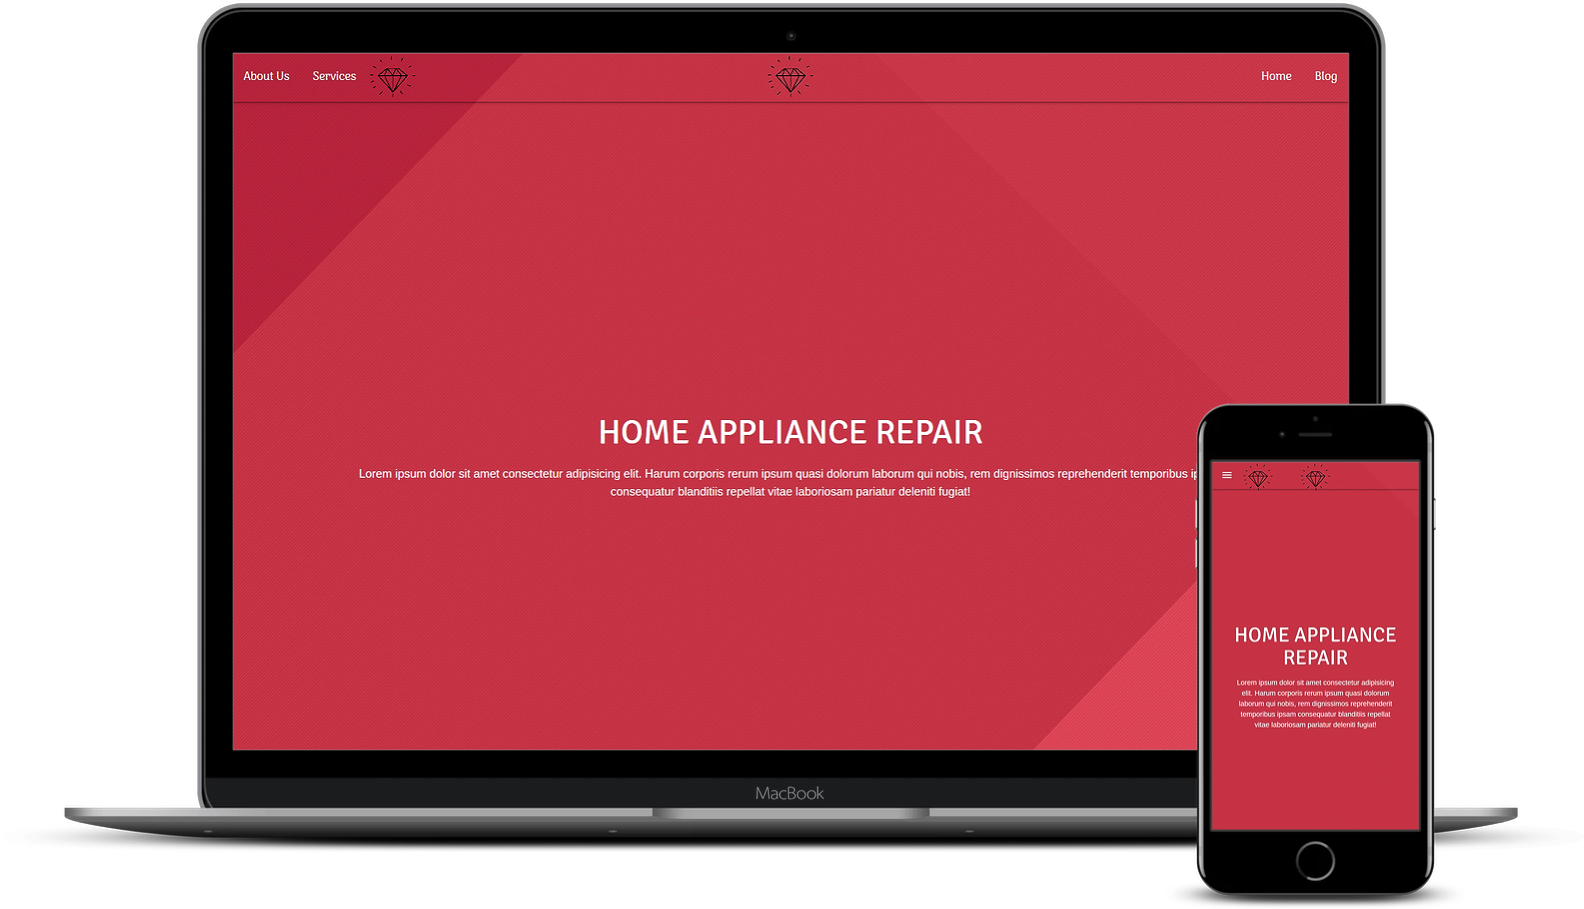 About Us Services Home Blog
HOME APPLIANCE REPAIR
Lorem ipsum dolor sit amet consectetur adipisicing elit. Harum corporis rerum ipsum quasi dolorum laborum qui nobis, rem dignissimos reprehenderit temporibus
consequatur blanditiis repellat vitae laboriosam pariatur deleniti fugiat!
MacBook
HOME APPLIANCE
REPAIR
Lorem ipsum dolor sit amet consectetur adipisicing
elit. Harum corporis rerum ipsum quasi dolorum
laborum qui nobis, rem dignissimos reprehenderit
temporibus ipsam consequatur blanditiis repellat
vitae laboriosam pariatur deleniti fugiat!